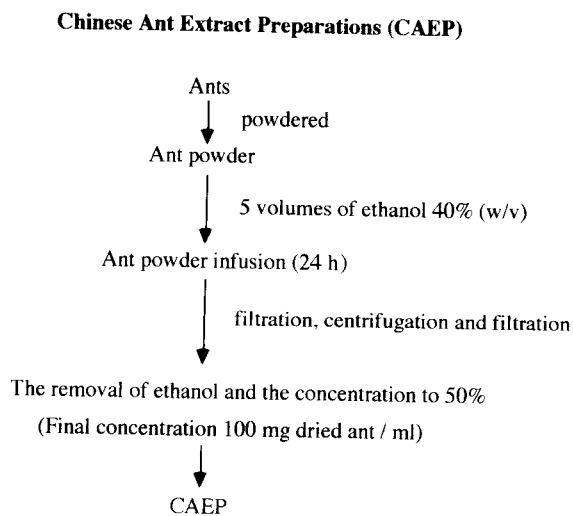 Chinese Ant Extract Preparations (CAEP)
Ants
powdered
Ant powder
5 volumes of ethanol 40% (w/v)
Ant powder infusion (24 h)
filtration, centrifugation and filtration
The removal of ethanol and the concentration to 50%
(Final concentration 100 mg dried ant / ml)
CAEP